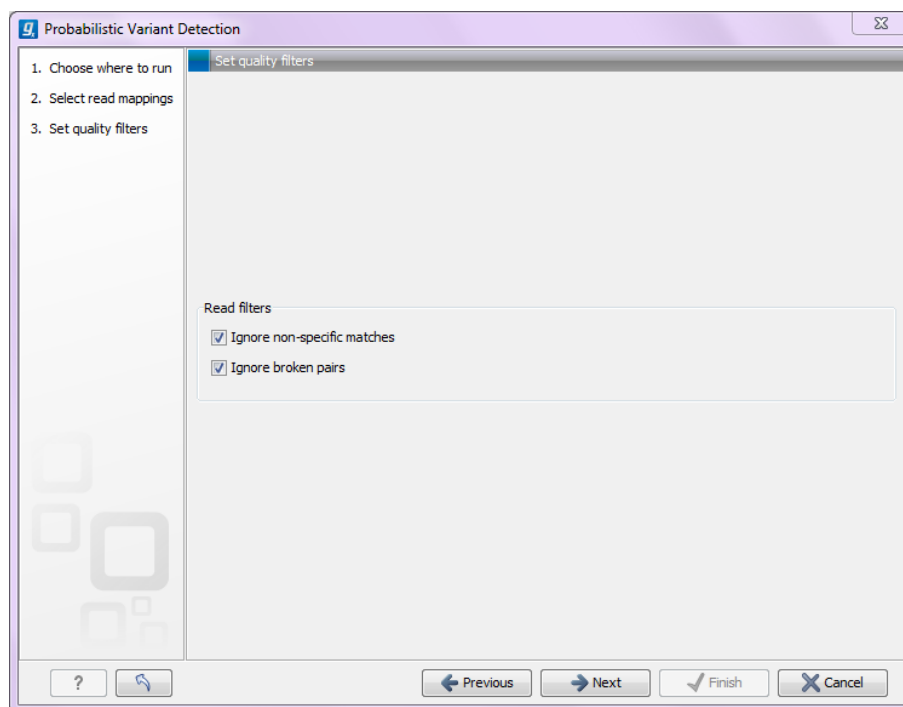 Probabilistic Variant Detection
1. Choose where to run
2. Select read mappings
3. Set quality filters
Set quality filters
Read filters
Ignore non-specific matches
Ignore broken pairs
?
Previous
Next
Finish
Cancel